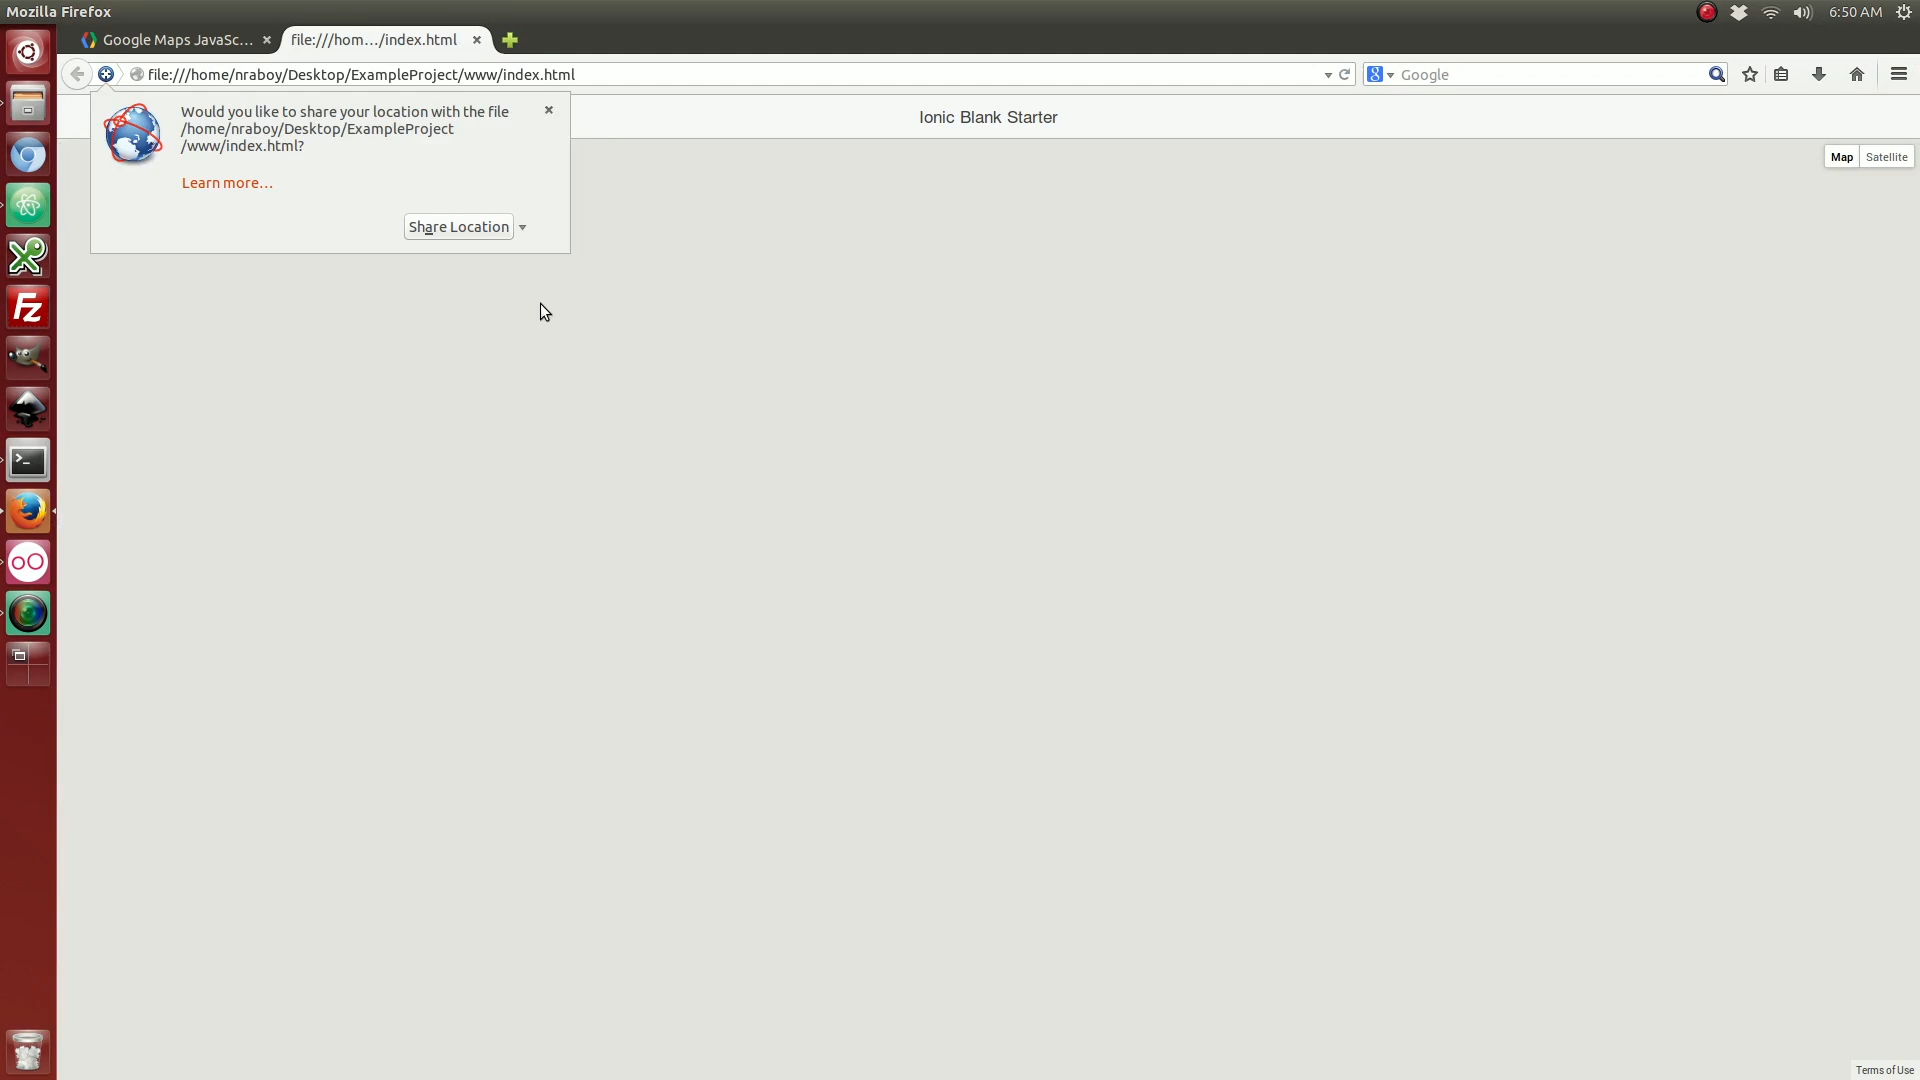 Mozilla Firefox
6:50 AM
Google Maps JavaSc...
file:///hom.../index.html
file:///home/nraboy/Desktop/ExampleProject/www/index.html
Google
Would you like to share your location with the file
/home/nraboy/Desktop/ExampleProject
/www/index.html?
Learn more...
Share Location
Ionic Blank Starter
Map
Satellite
Fz
Terms of Use